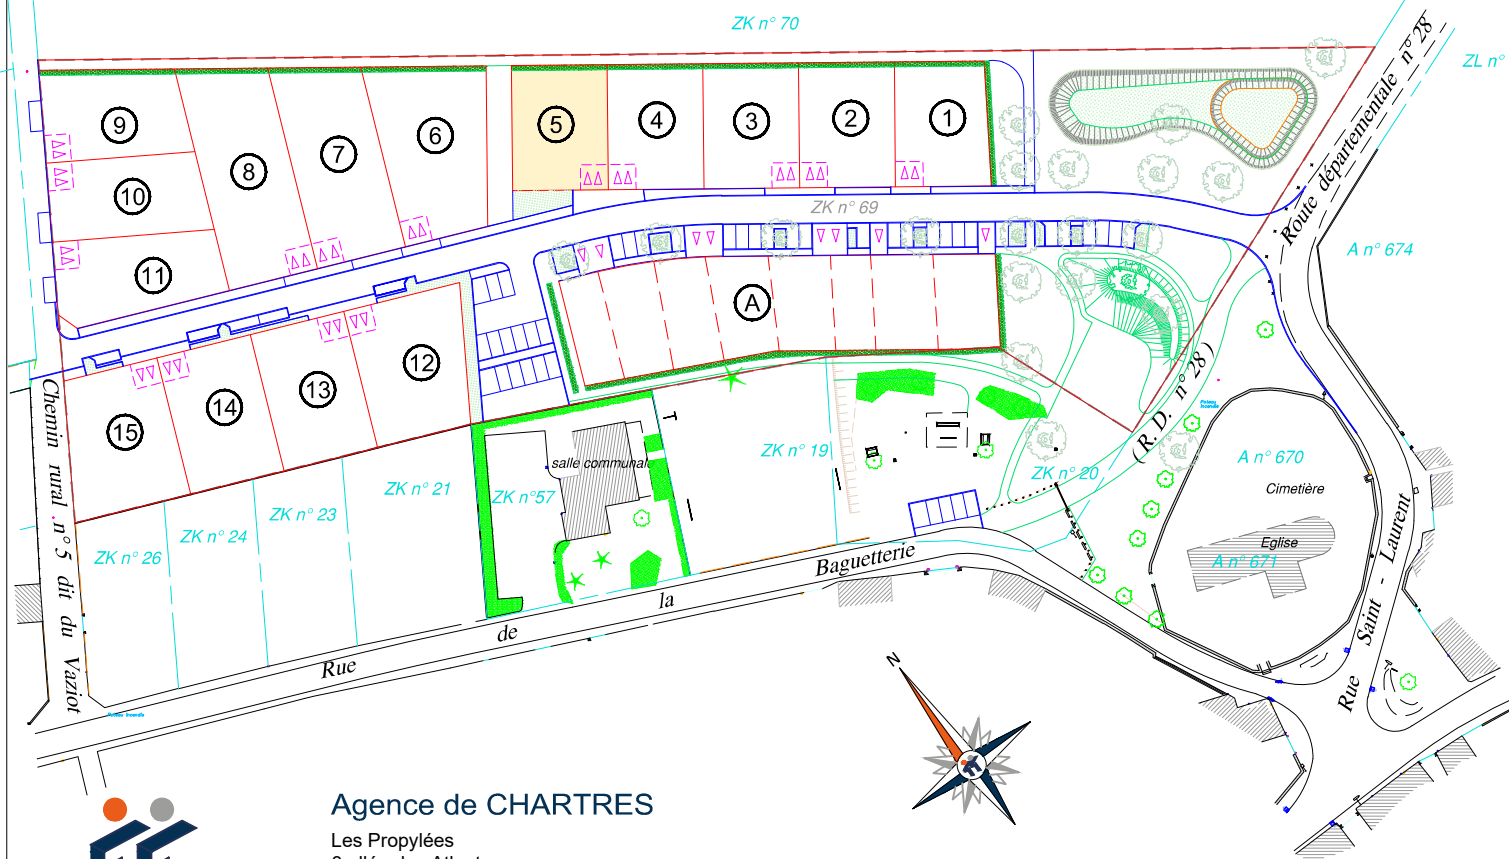 ZK n° 70
ZL n°
Route départementale n° 28
( R. D. n° 28 )
9
8
7
6
5
4
3
2
1
10
11
ZK n° 69
A n° 674
A
12
13
14
15
Chemin rural n° 5 dit du Vaziot
salle communale
ZK n° 19
ZK n° 20
A n° 670
Cimetière
ZK n° 21
ZK n°57
ZK n° 23
ZK n° 24
ZK n° 26
Eglise
A n° 671
Rue de la Baguetterie
Rue Saint - Laurent
N
Agence de CHARTRES
Les Propylées